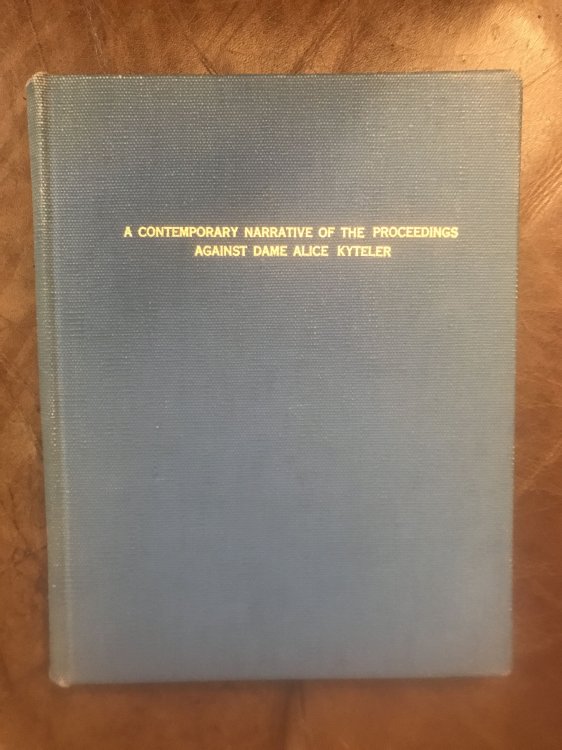 A CONTEMPORARY NARRATIVE OF THE PROCEEDINGS
AGAINST DAME ALICE KYTELER